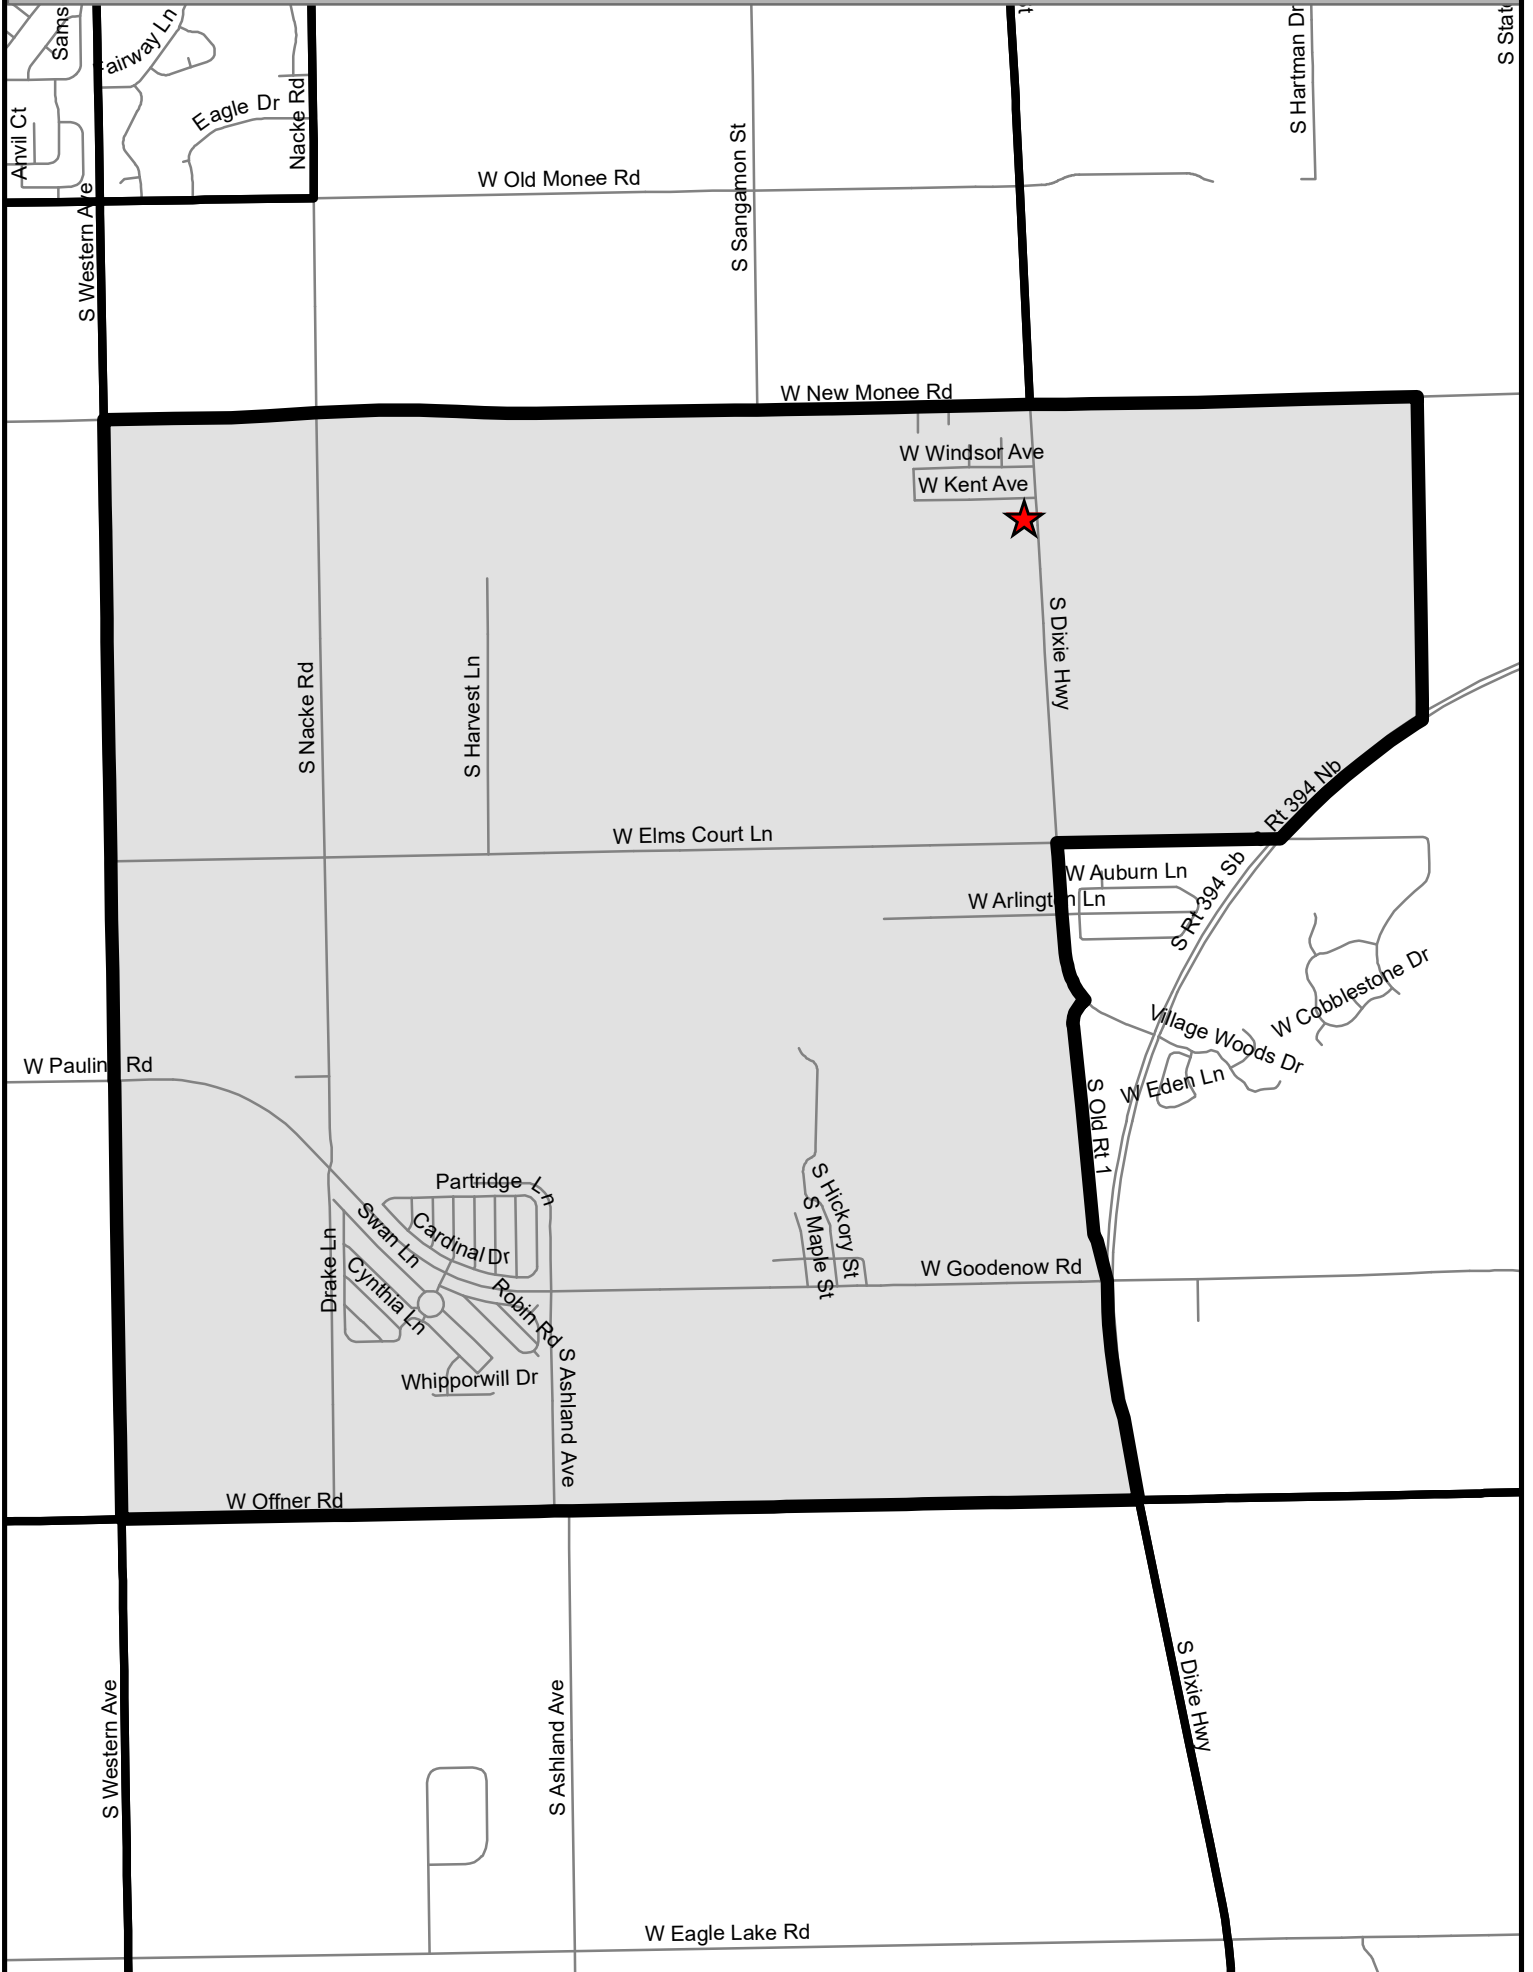 Sams
Fairway Ln
S Hartman Dr
Anvil Ct
Eagle Dr
Nacke Rd
W Old Monee Rd
S Sangamon St
S Western Ave
W New Monee Rd
W Windsor Ave
W Kent Ave
S Dixie Hwy
S Nacke Rd
S Harvest Ln
S Rt 394 Nb
W Elms Court Ln
W Auburn Ln
W Arlington Ln
S Rt 394 Sb
W Cobblestone Dr
Village Woods Dr
W Eden Ln
W Pauling Rd
S Old Rt 1
Partridge Ln
Swan Ln
Cardinal Dr
S Hickory St
S Maple St
Drake Ln
Cynthia Ln
Robin Rd
W Goodenow Rd
Whipporwill Dr
S Ashland Ave
W Offner Rd
S Dixie Hwy
S Western Ave
S Ashland Ave
W Eagle Lake Rd